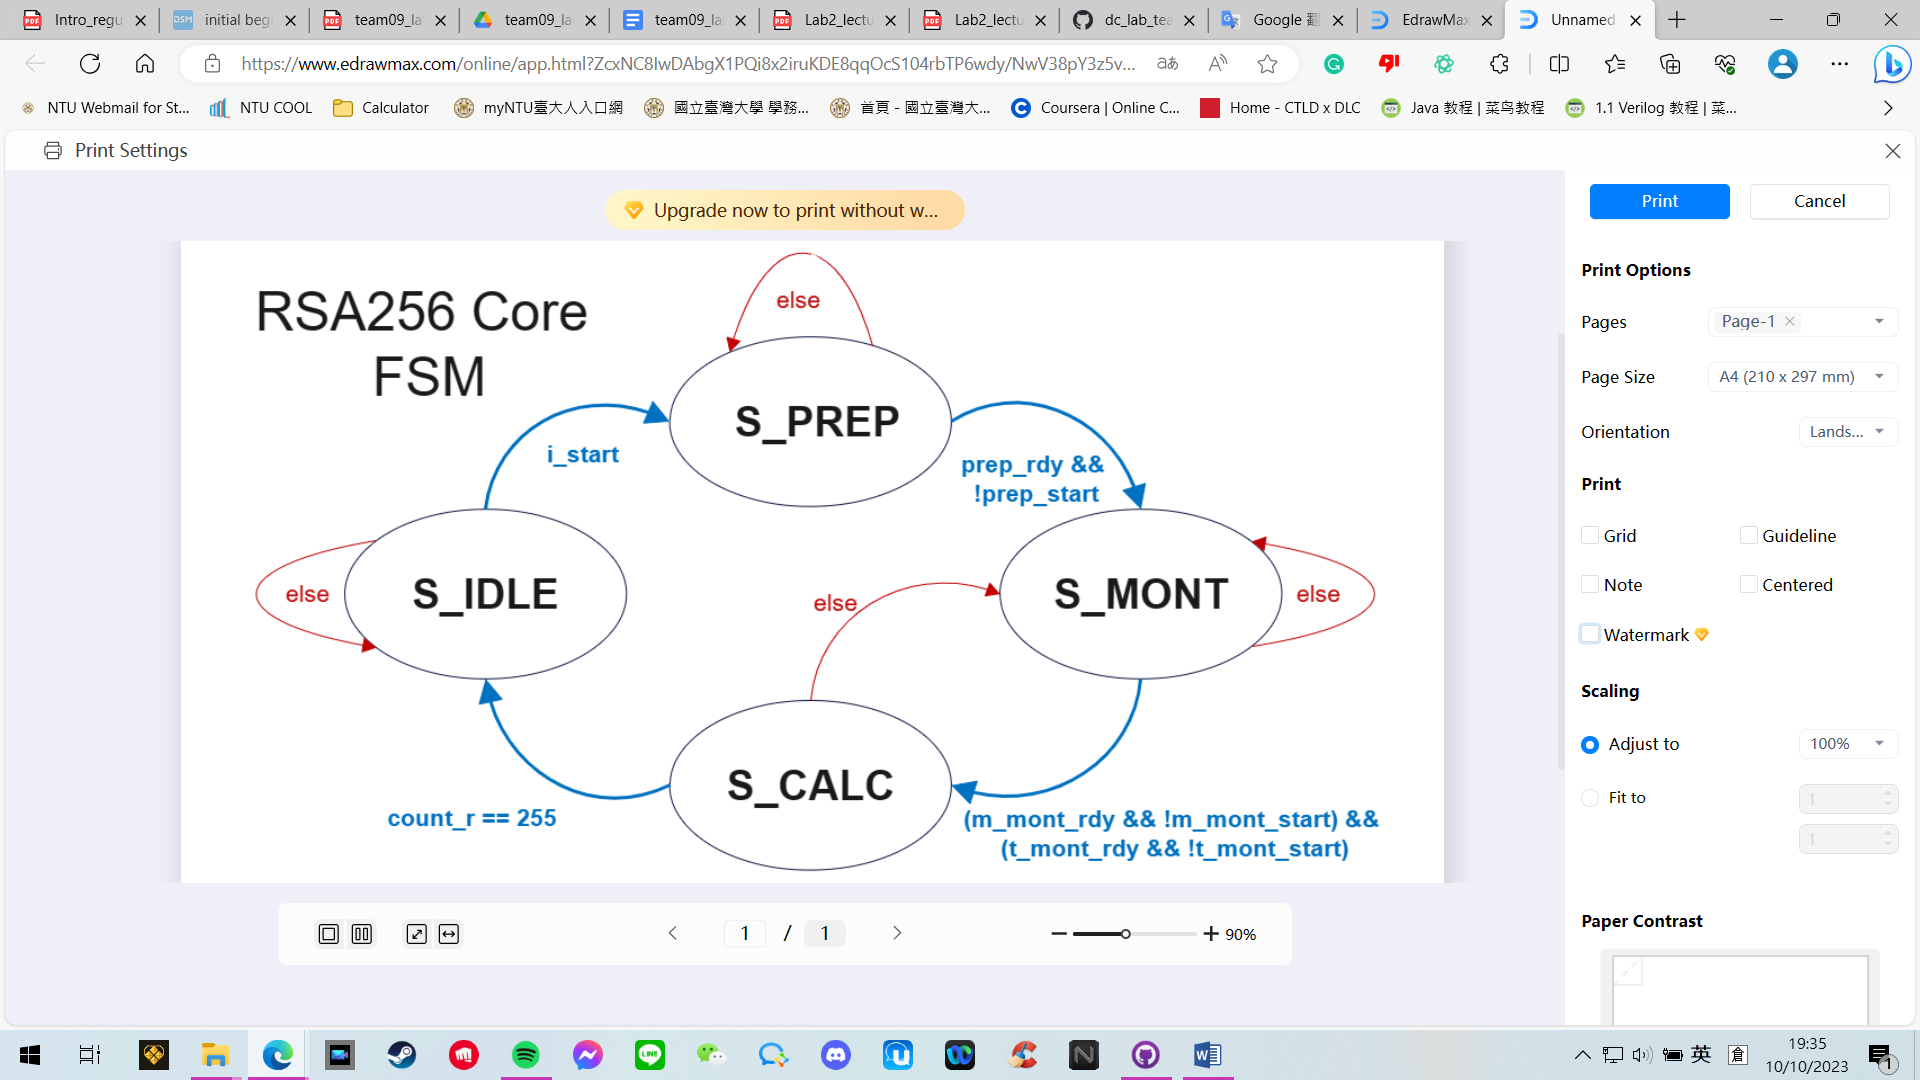 Intro_regu
initial begi
team09_la
team09_la
team09_la
Lab2_lectu
Lab2_lectu
dc_lab_tea
Google 翻
EdrawMax
Unnamed
https://www.edrawmax.com/online/app.html?ZcxNC8IwDAbgX1PQi8x2iruKDE8qqOcS104rbTP6wdy/NwV38pY3z5v...
NTU Webmail for St...
NTU COOL
Calculator
myNTU臺大人入口網
國立臺灣大學 學務...
首頁 - 國立臺灣大...
Coursera | Online C...
Home - CTLD x DLC
Java 教程 | 菜鸟教程
1.1 Verilog 教程 | 菜...
Print Settings
Upgrade now to print without w...
RSA256 Core
FSM
else
S_PREP
i_start
prep_rdy &&
!prep_start
S_IDLE
else
S_MONT
else
else
S_CALC
count_r == 255
(m_mont_rdy && !m_mont_start) &&
(t_mont_rdy && !t_mont_start)
1 / 1
90%
Print
Cancel
Print Options
Pages
Page-1
Page Size
A4 (210 x 297 mm)
Orientation
Lands...
Print
Grid
Guideline
Note
Centered
Watermark
Scaling
Adjust to
100%
Fit to
1
1
Paper Contrast
英
倉
19:35
10/10/2023
1